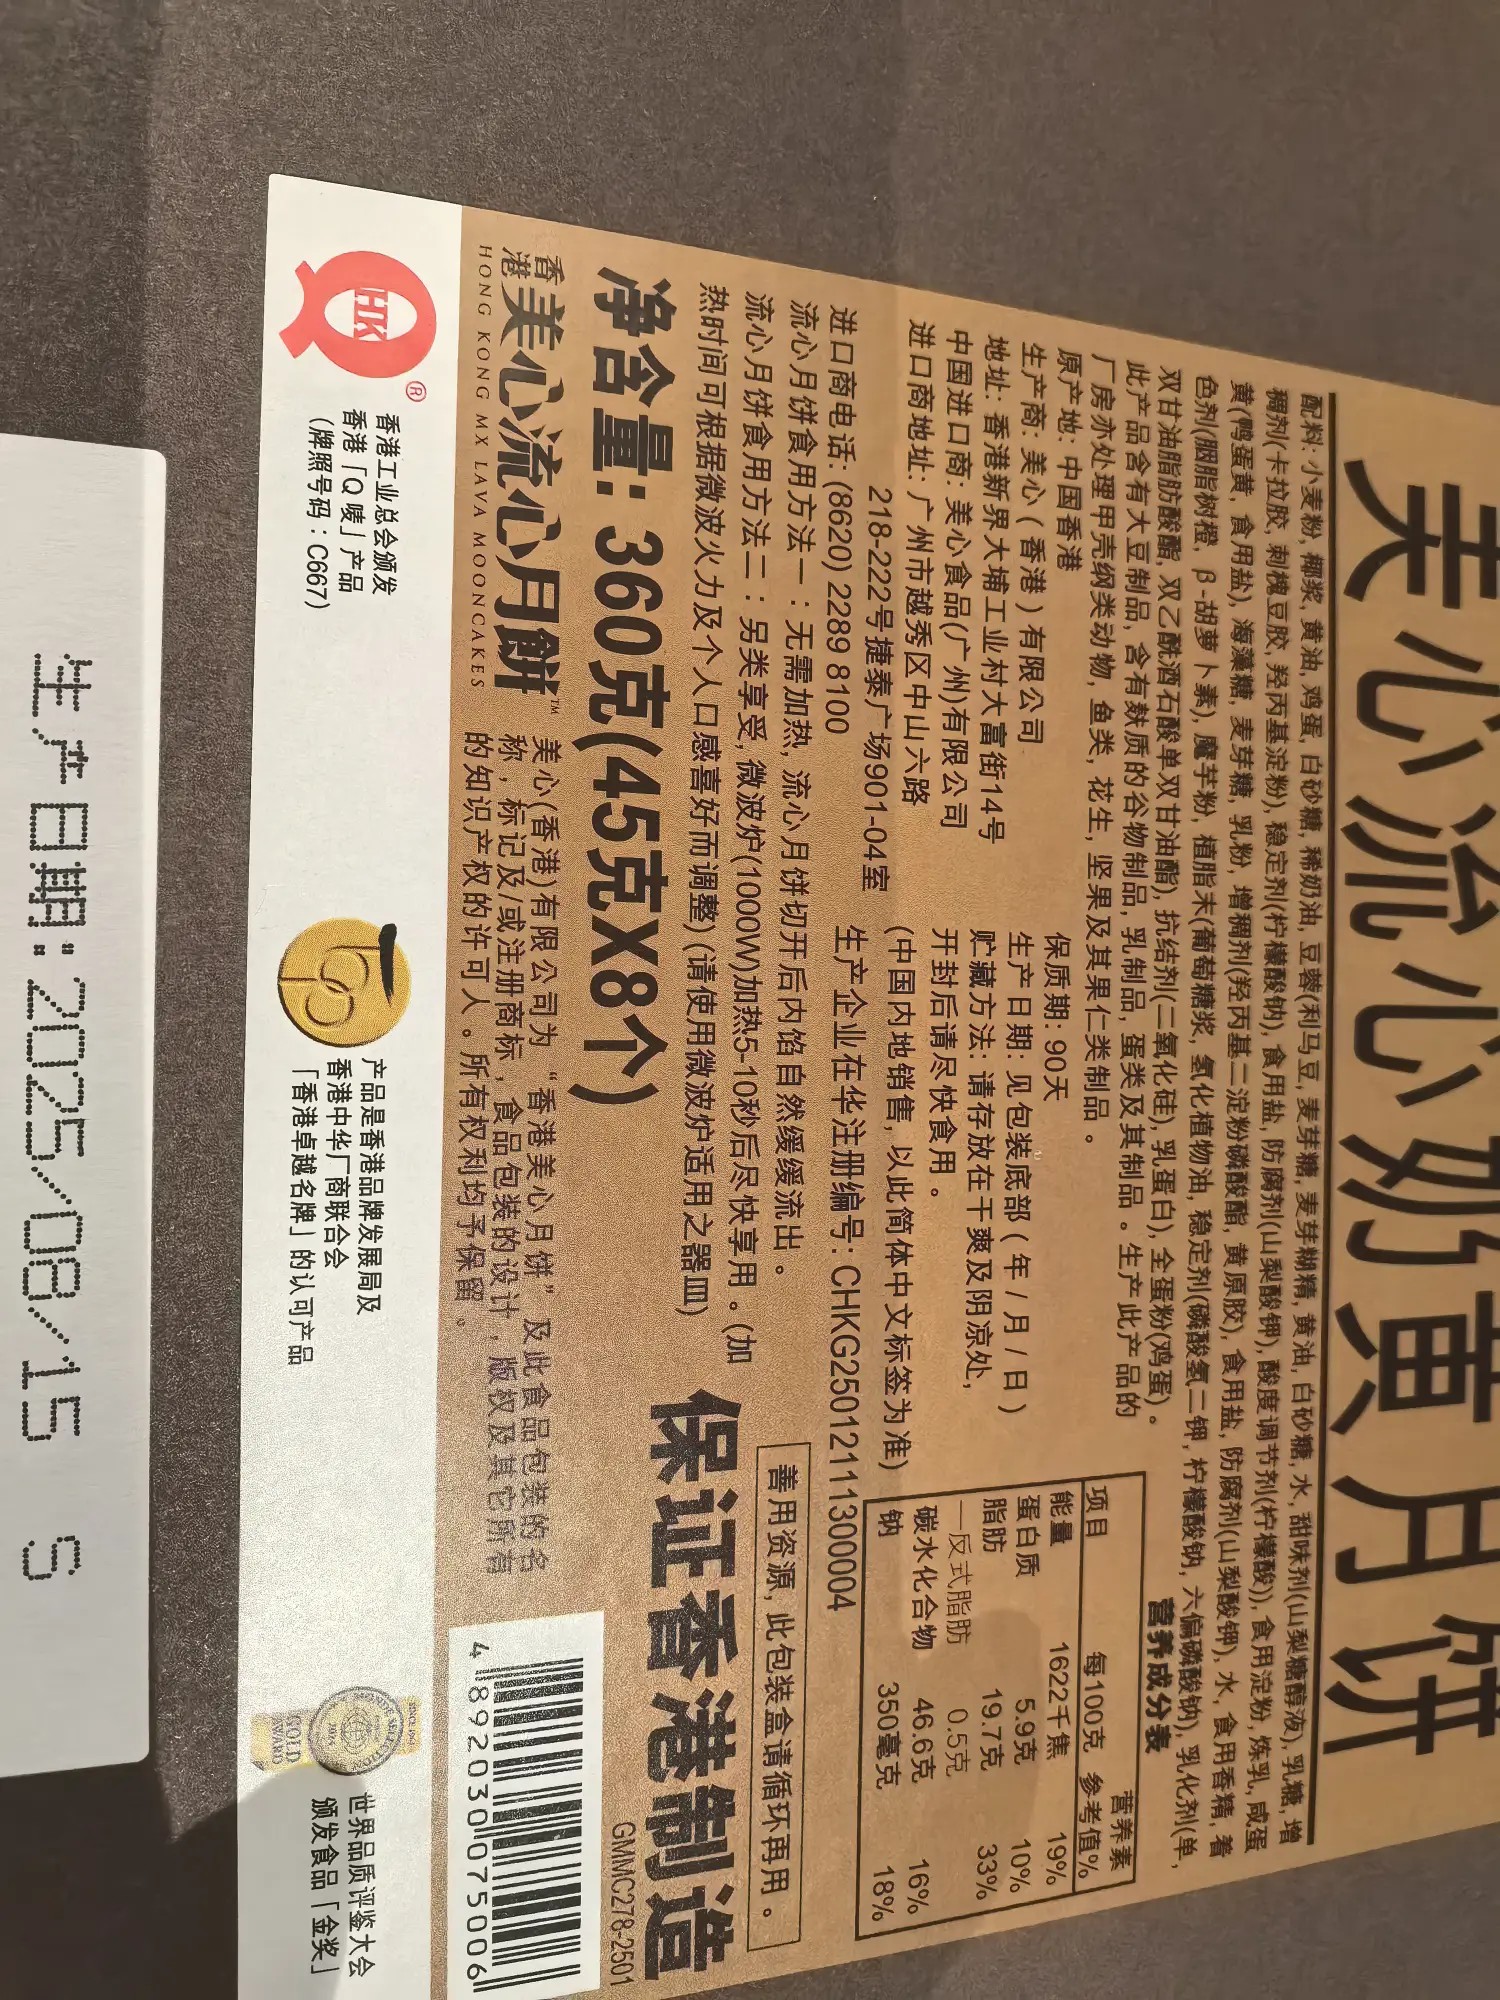 美心流心奶黄月饼
配料: 小麦粉, 椰浆, 黄油, 鸡蛋, 白砂糖, 稀奶油, 豆蓉(利马豆, 麦芽糖, 麦芽糊精, 黄油, 白砂糖, 水, 甜味剂(山梨糖醇液), 乳糖, 增
稠剂(卡拉胶, 刺槐豆胶, 羟丙基淀粉), 稳定剂(柠檬酸钠), 食用盐, 防腐剂(山梨酸钾), 酸度调节剂(柠檬酸)), 食用淀粉, 炼乳, 咸蛋
黄(鸭蛋黄, 食用盐), 海藻糖, 麦芽糖, 乳粉, 增稠剂(羟丙基二淀粉磷酸酯, 黄原胶), 食用盐, 防腐剂(山梨酸钾), 水, 食用香精, 着
色剂(胭脂树橙, β-胡萝卜素), 魔芋粉, 植脂末(葡萄糖浆, 氢化植物油, 稳定剂(磷酸氢二钾, 柠檬酸钠, 六偏磷酸钠), 乳化剂(单,
双甘油脂肪酸酯, 双乙酰酒石酸单双甘油酯), 抗结剂(二氧化硅), 乳蛋白), 全蛋粉(鸡蛋)。
此产品含有大豆制品, 含有麸质的谷物制品, 乳制品, 蛋类及其制品。生产此产品的
厂房亦处理甲壳纲类动物, 鱼类, 花生, 坚果及其果仁类制品。
原产地: 中国香港
生产商: 美心(香港)有限公司
地址: 香港新界大埔工业村大富街14号
中国进口商: 美心食品(广州)有限公司
进口商地址: 广州市越秀区中山六路
218-222号捷泰广场901-04室
进口商电话: (8620) 2289 8100
保质期: 90天
生产日期: 见包装底部(年/月/日)
贮藏方法: 请存放在干爽及阴凉处,
开封后请尽快食用。
(中国内地销售, 以此简体中文标签为准)
生产企业在华注册编号: CHKG25012111300004
营养成分表
项目 每100克 营养素参考值%
能量 1622千焦 19%
蛋白质 5.9克 10%
脂肪 19.7克 33%
—反式脂肪 0.5克
碳水化合物 46.6克 16%
钠 350毫克 18%
流心月饼食用方法一: 无需加热, 流心月饼切开后内馅自然缓缓流出。
流心月饼食用方法二: 另类享受, 微波炉(1000W)加热5-10秒后尽快享用。(加
热时间可根据微波火力及个人口感喜好而调整) (请使用微波炉适用之器皿)
善用资源, 此包装盒请循环再用。
净含量: 360克(45克X8个)
保证香港制造
GMMC278-2501
香港美心流心月餅™
HONG KONG MX LAVA MOONCAKES
美心(香港)有限公司为“香港美心月饼”及此食品包装的名
称, 标记及/或注册商标, 食品包装的设计, 版权及其它所有
的知识产权的许可人。所有权利均予保留。
4 892030 075006
HK
®
香港工业总会颁发
香港「Q唛」产品
(牌照号码: C667)
产品是香港品牌发展局及
香港中华厂商联合会
「香港卓越名牌」的认可产品
GOLD
AWARD
世界品质评鉴大会
颁发食品「金奖」
生产日期: 2025/08/15 S